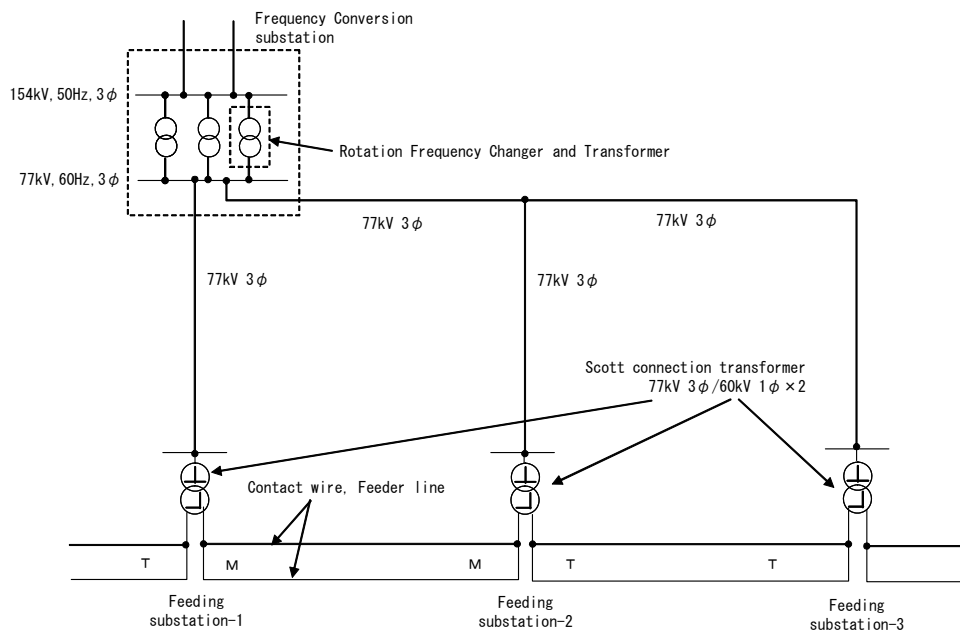 Frequency Conversion
substation
154kV,50Hz,3φ
Rotation Frequency Changer and Transformer
77kV,60Hz,3φ
77kV 3φ
77kV 3φ
77kV 3φ
77kV 3φ
Scott connection transformer
77kV 3φ/60kV 1φ×2
Contact wire, Feeder line
T
M
M
T
T
Feeding
substation-1
Feeding
substation-2
Feeding
substation-3